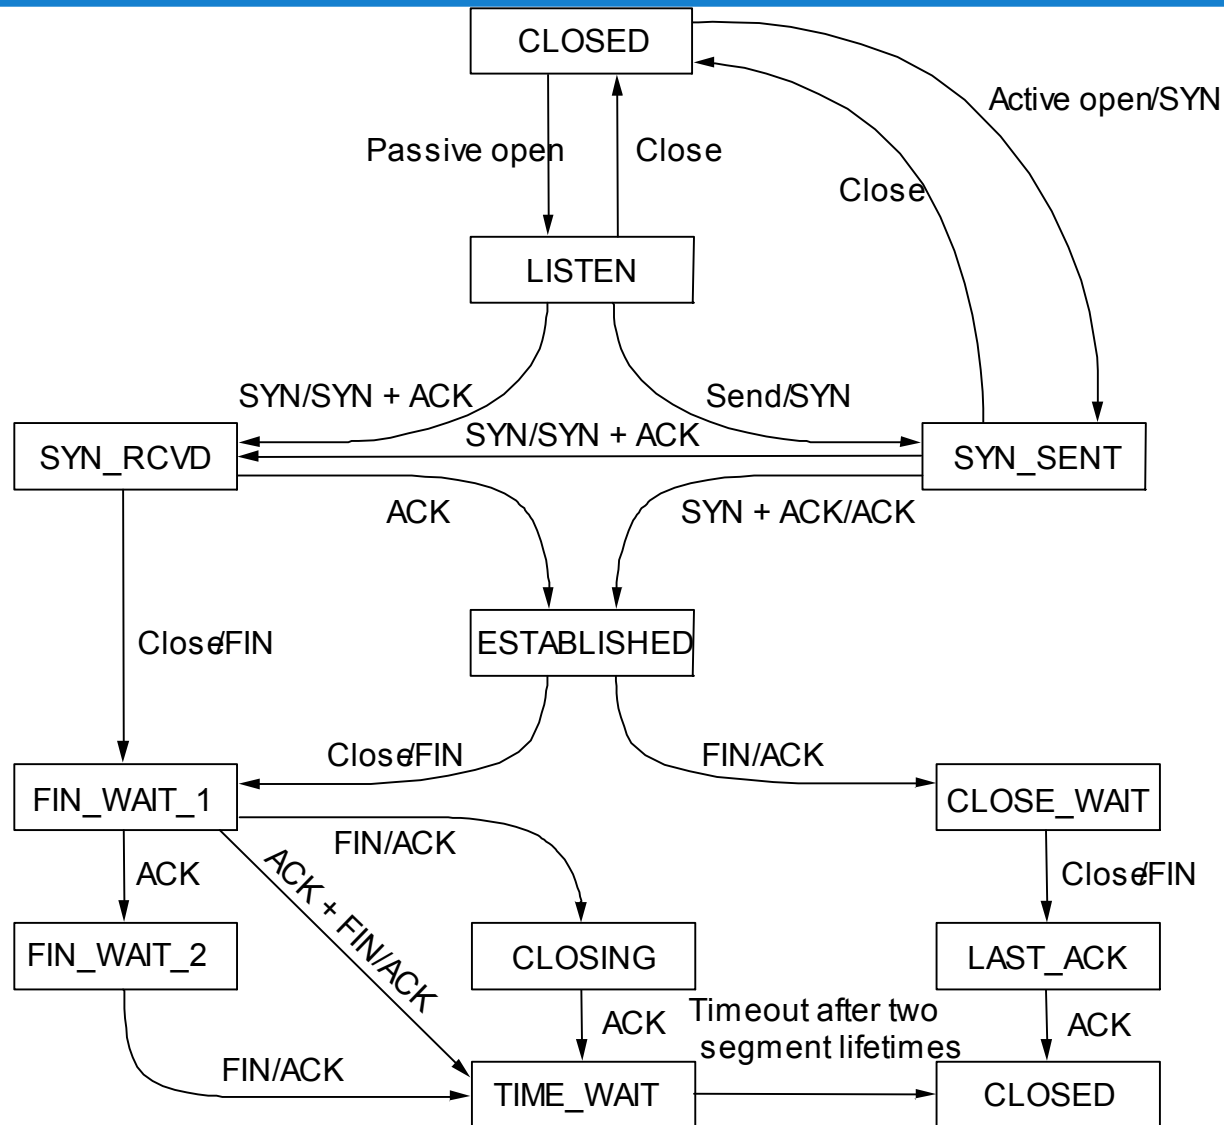 CLOSED
Active open/SYN
Passive open
Close
Close
LISTEN
SYN/SYN + ACK
Send/SYN
SYN/SYN + ACK
SYN_RCVD
SYN_SENT
ACK
SYN + ACK/ACK
ESTABLISHED
Close/FIN
Close/FIN
FIN/ACK
FIN_WAIT_1
CLOSE_WAIT
FIN/ACK
ACK
ACK + FIN/ACK
Close/FIN
FIN_WAIT_2
CLOSING
LAST_ACK
ACK
Timeout after two
segment lifetimes
ACK
FIN/ACK
TIME_WAIT
CLOSED